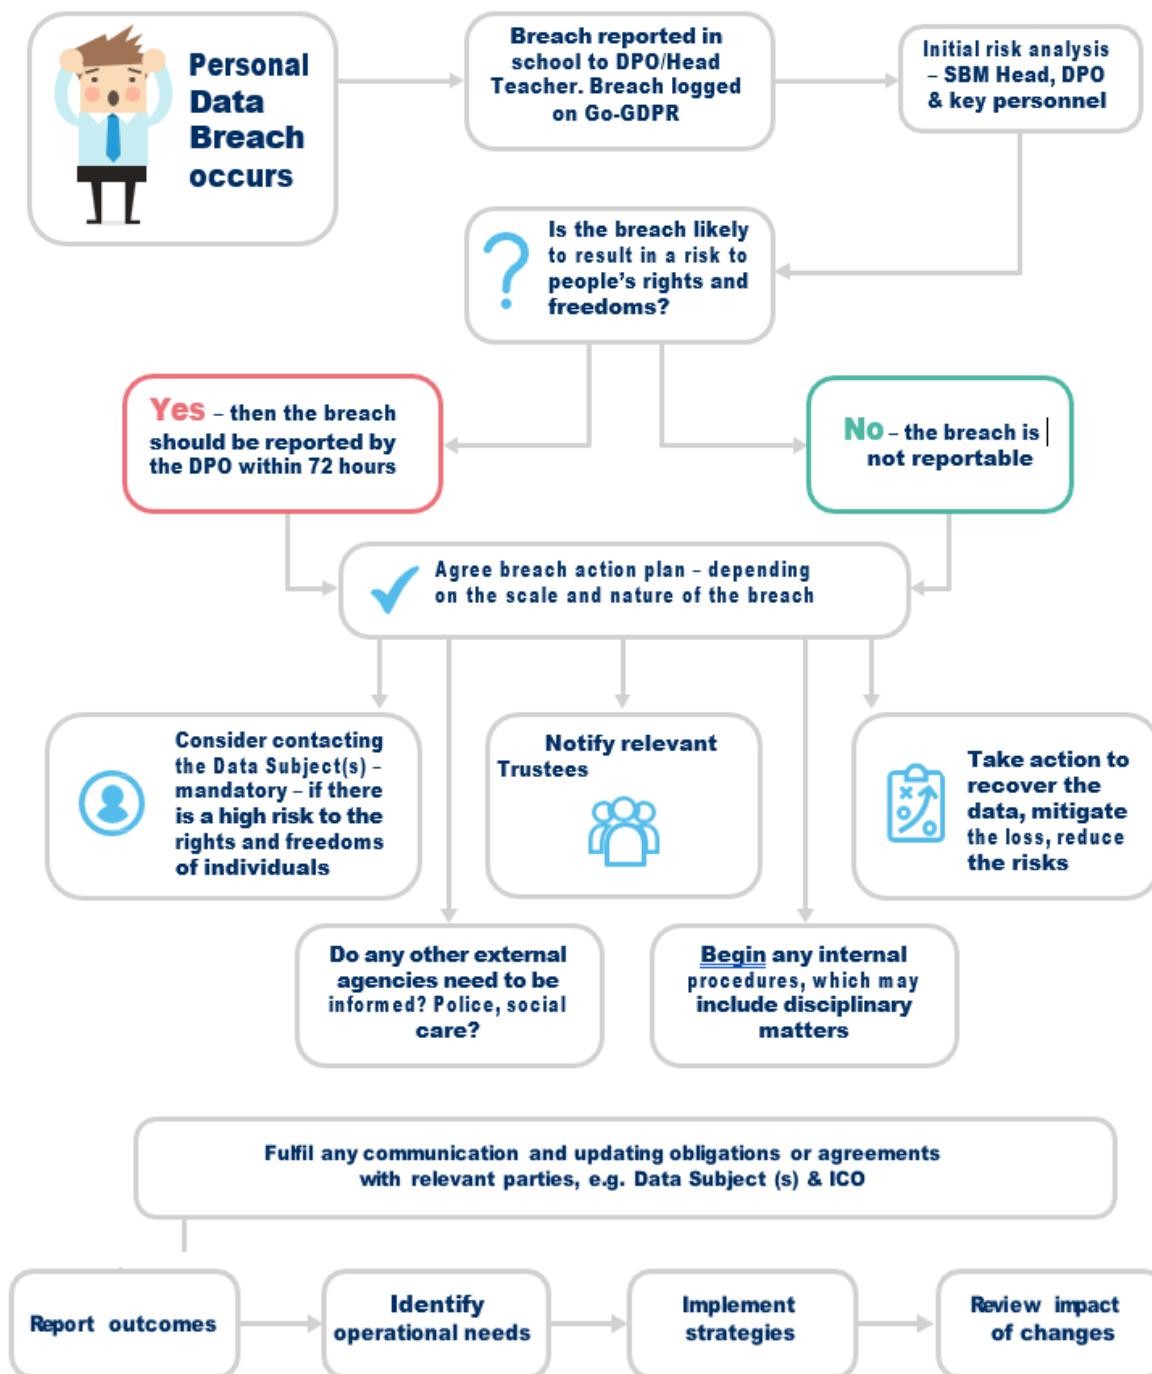 Personal
Data
Breach
occurs
Breach reported in
school to DPO/Head
Teacher. Breach logged
on Go-GDPR
Initial risk analysis
– SBM Head, DPO
& key personnel
Is the breach likely
to result in a risk to
people's rights and
freedoms?
Yes – then the breach
should be reported by
the DPO within 72 hours
No – the breach is
not reportable
Agree breach action plan – depending
on the scale and nature of the breach
Consider contacting
the Data Subject(s) –
mandatory – if there
is a high risk to the
rights and freedoms
of individuals
Notify relevant
Trustees
Take action to
recover the
data, mitigate
the loss, reduce
the risks
Do any other external
agencies need to be
informed? Police, social
care?
Begin any internal
procedures, which may
include disciplinary
matters
Fulfil any communication and updating obligations or agreements
with relevant parties, e.g. Data Subject (s) & ICO
Report outcomes
Identify
operational needs
Implement
strategies
Review impact
of changes